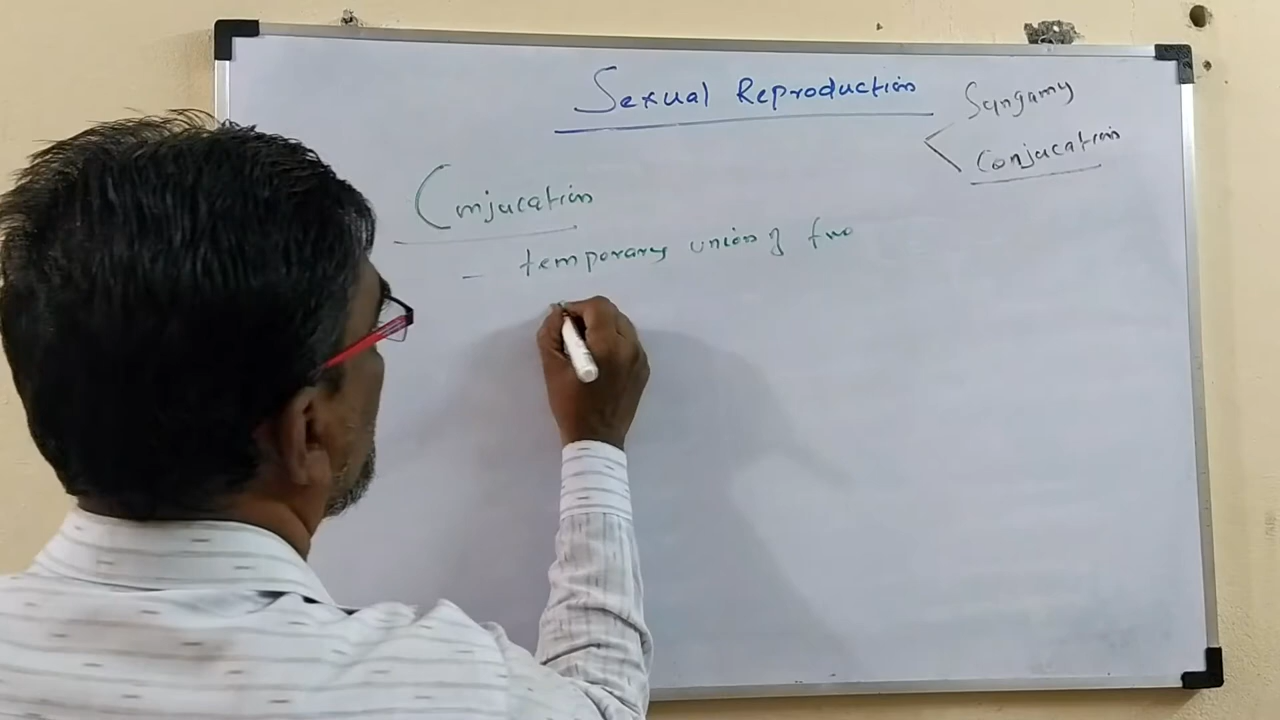 Sexual Reproduction
Syngamy
Conjucation
Conjucation
- temporary union of two